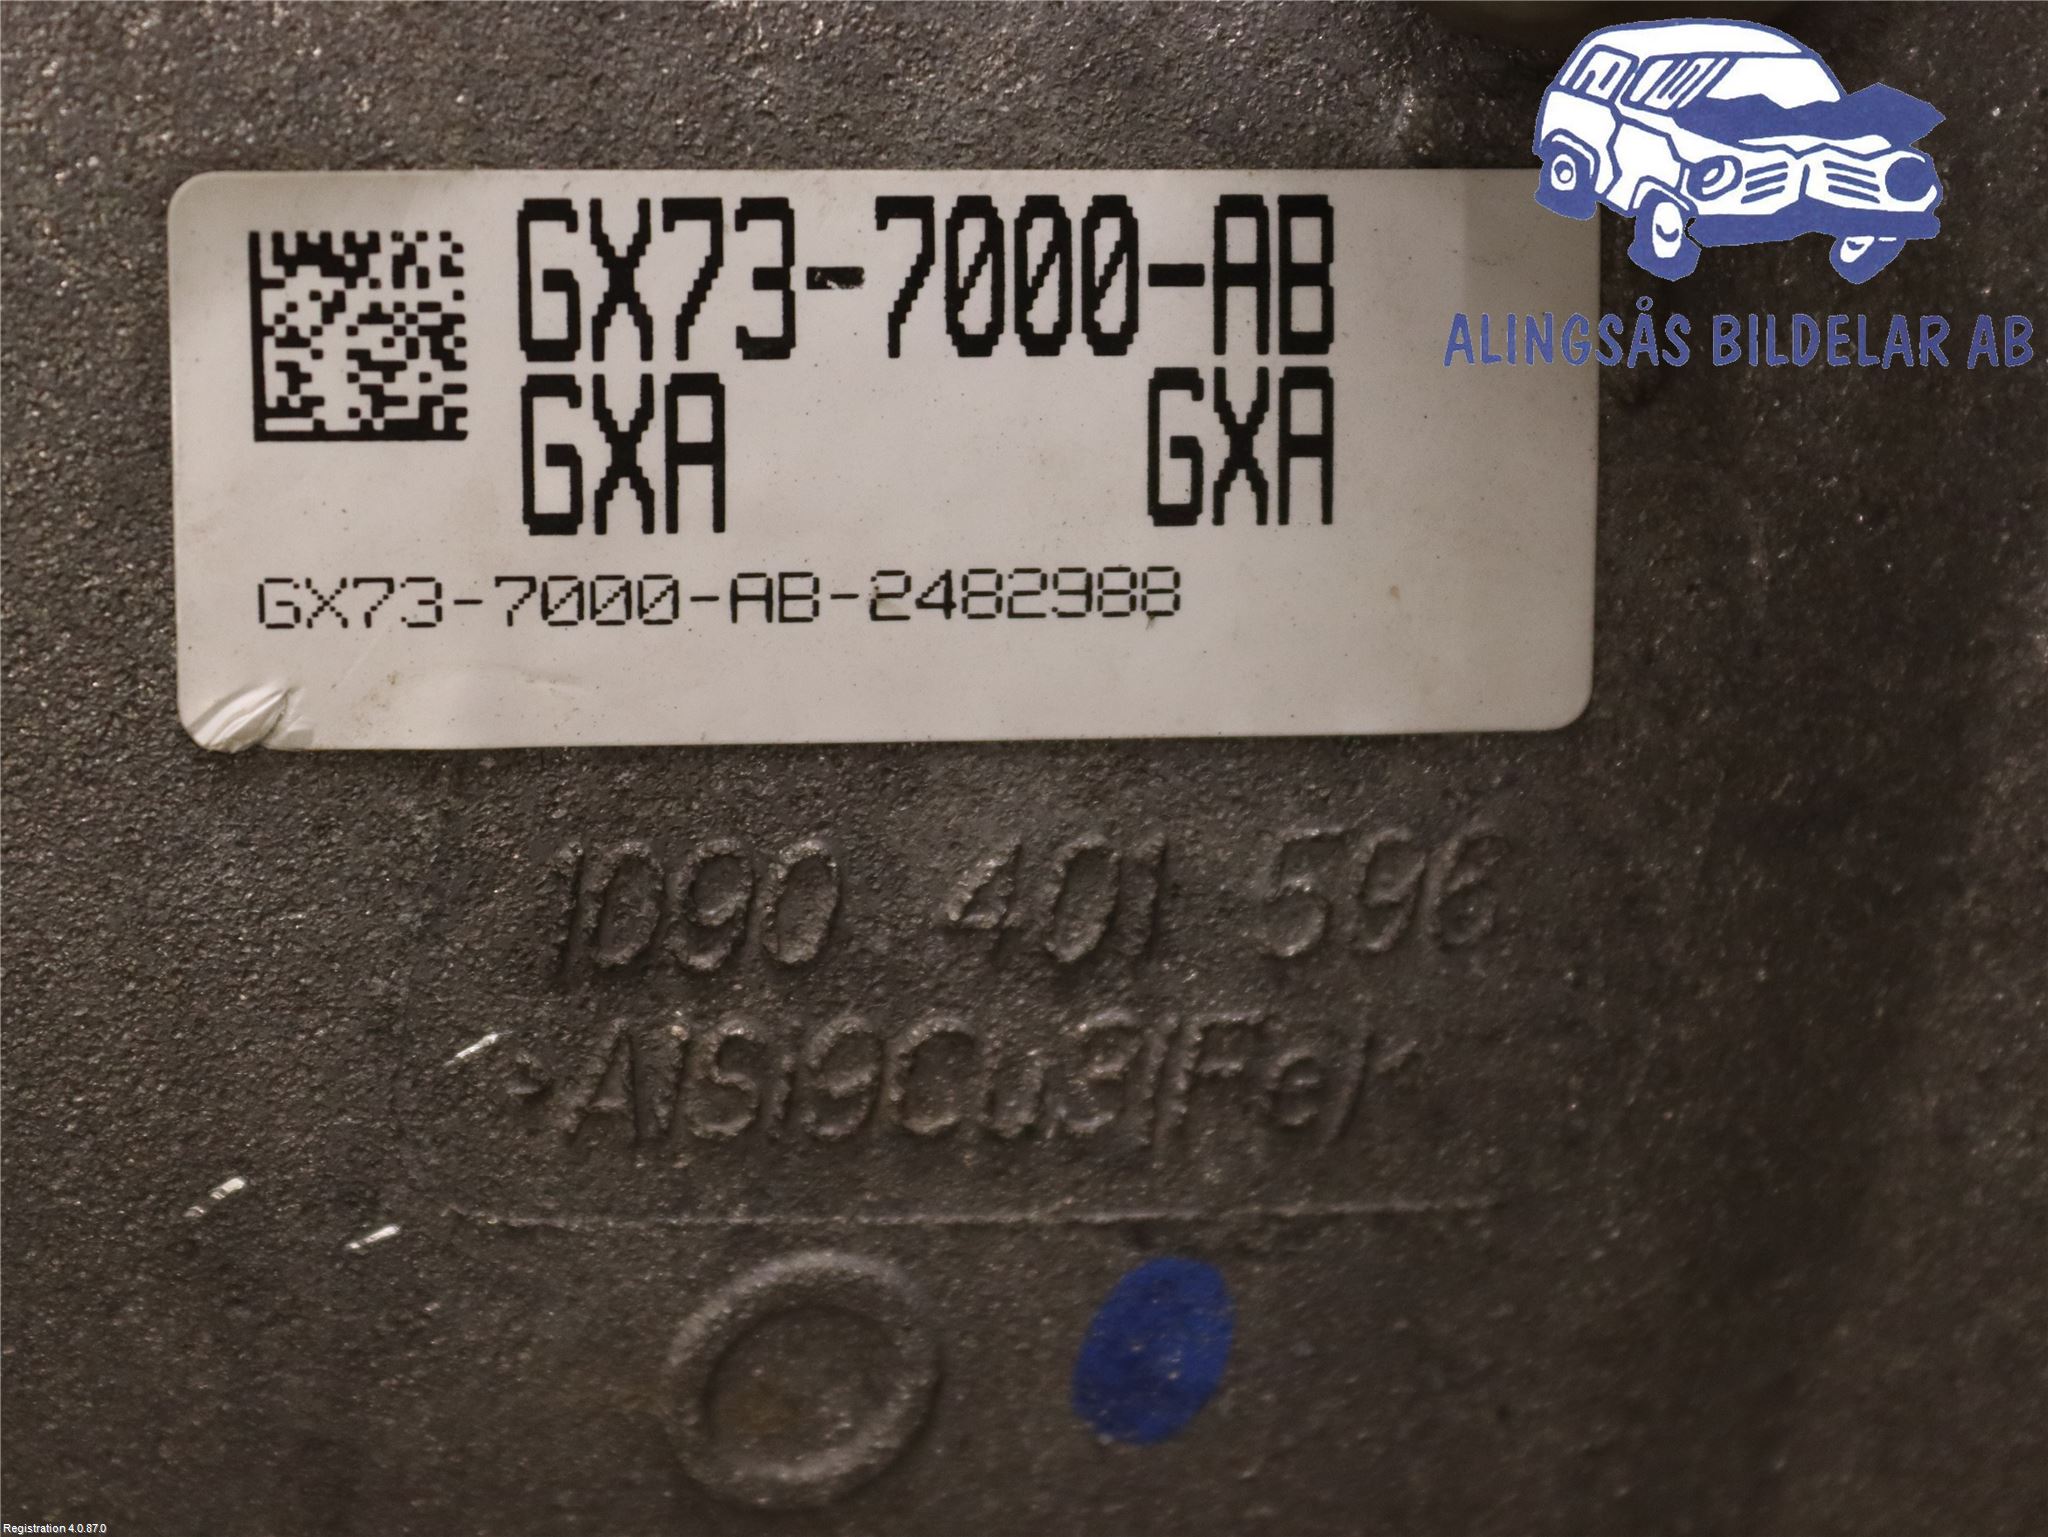 GX73-7000-AB
GXA GXA
GX73-7000-AB-2482988
ALINGSÅS BILDELAR AB
1090 401 596
>AlSi9Cu3(Fe)<
Registration 4.0.87.0